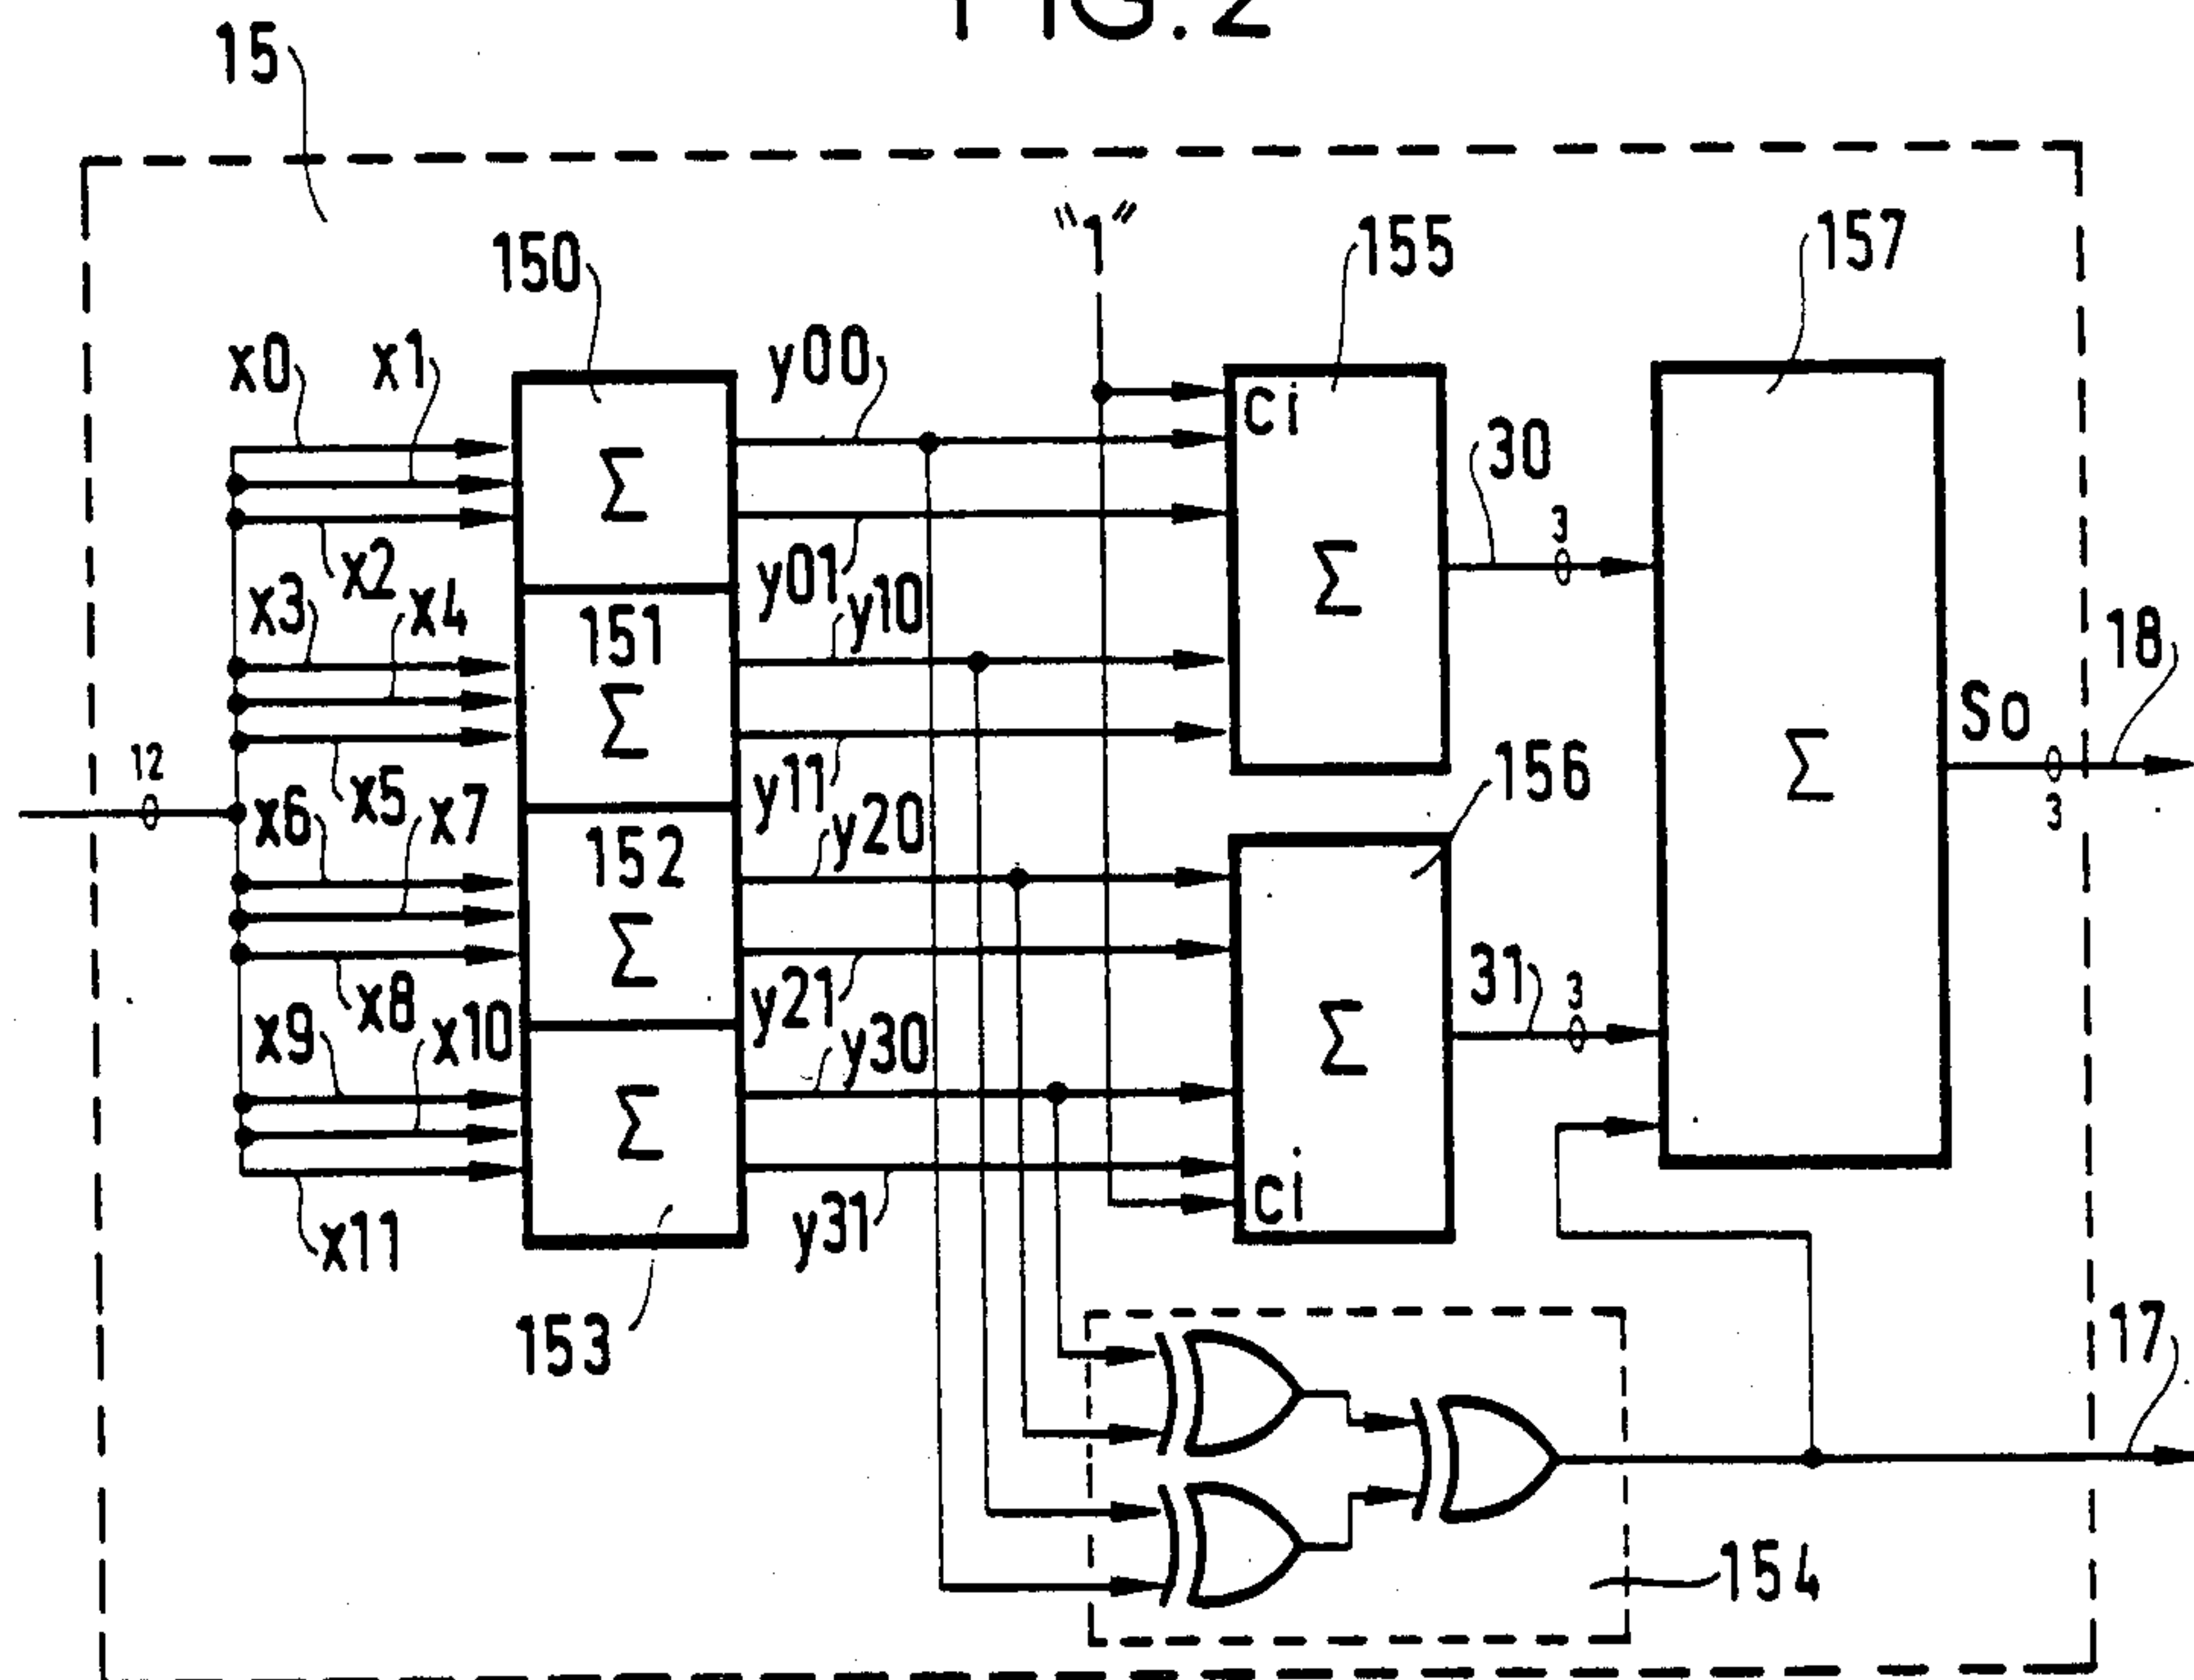 FIG. 2
15
"1"
150
155
157
x0
x1
y00
ci
30
3
Σ
x2
y01
x3
x4
151
y10
Σ
Σ
18
So
Σ
3
12
x5
y11
156
x6
x7
152
y20
Σ
x8
y21
31
3
x9
x10
y30
Σ
Σ
ci
x11
y31
153
17
154